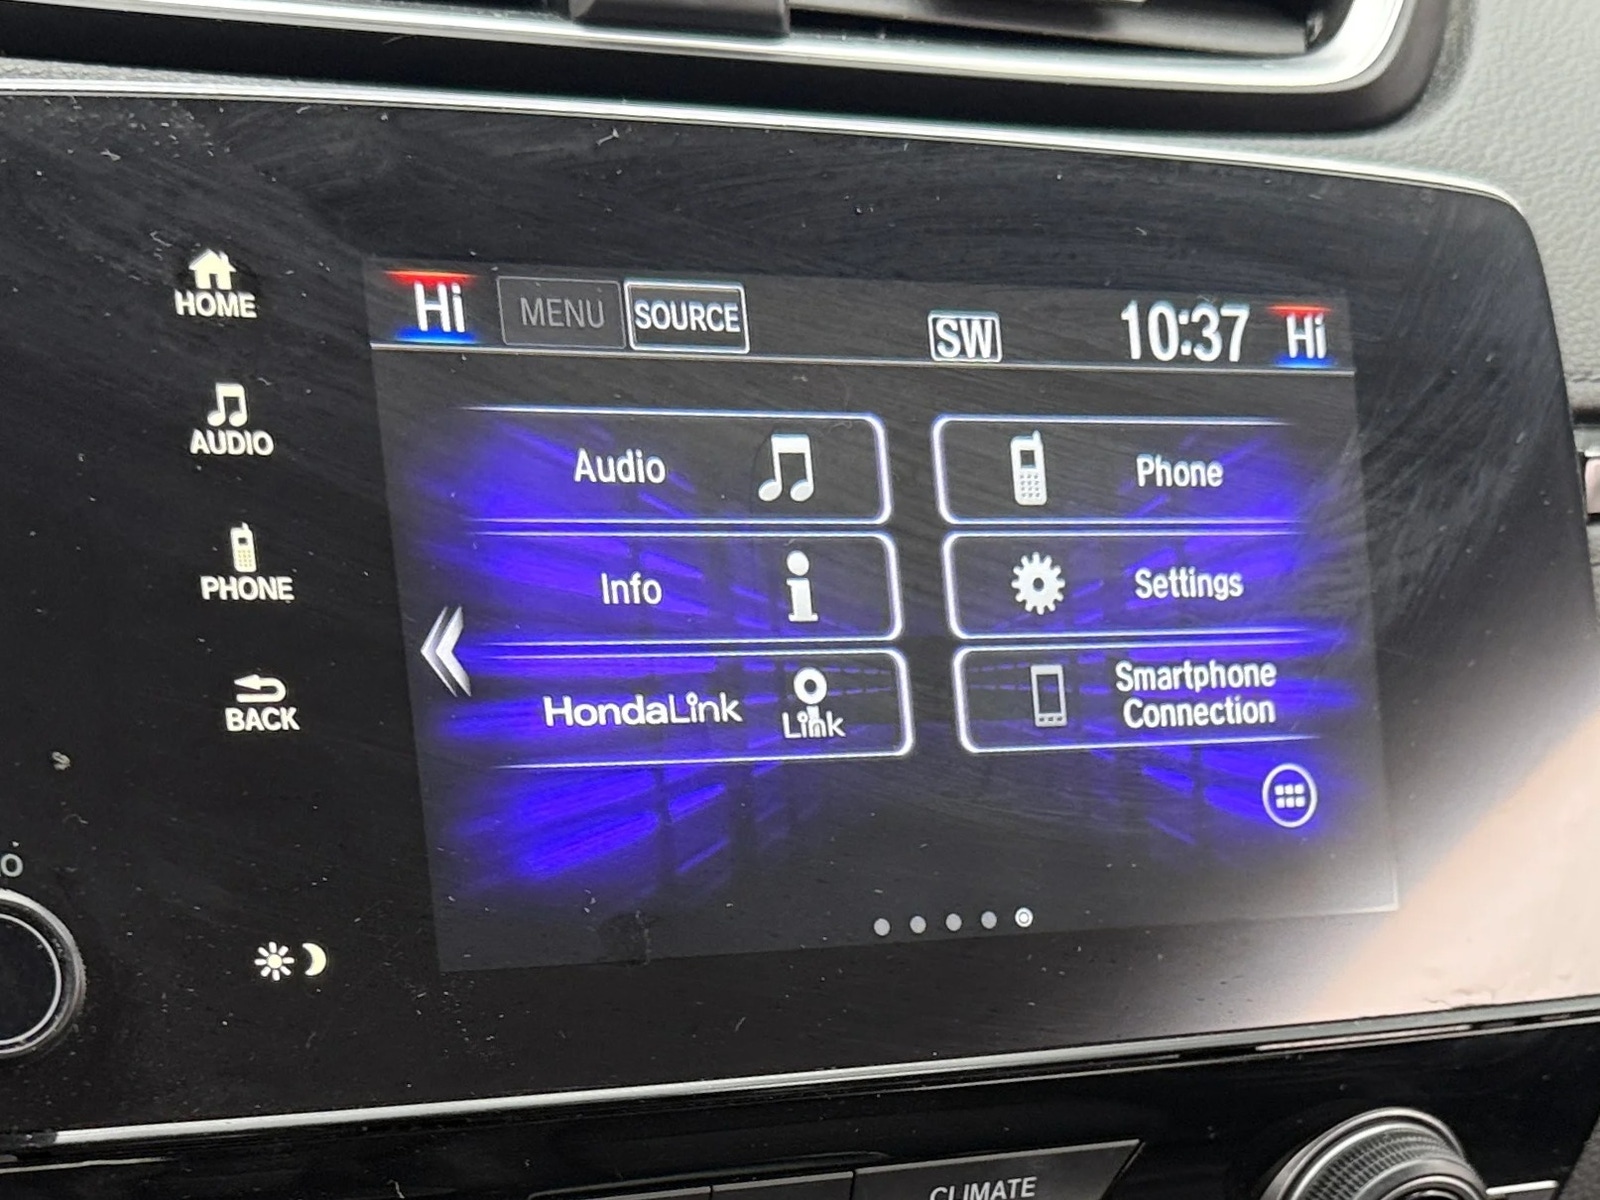 HOME
AUDIO
PHONE
BACK
Hi MENU SOURCE SW 10:37 Hi
Audio Phone
Info Settings
HondaLink Link Smartphone
Connection
CLIMATE